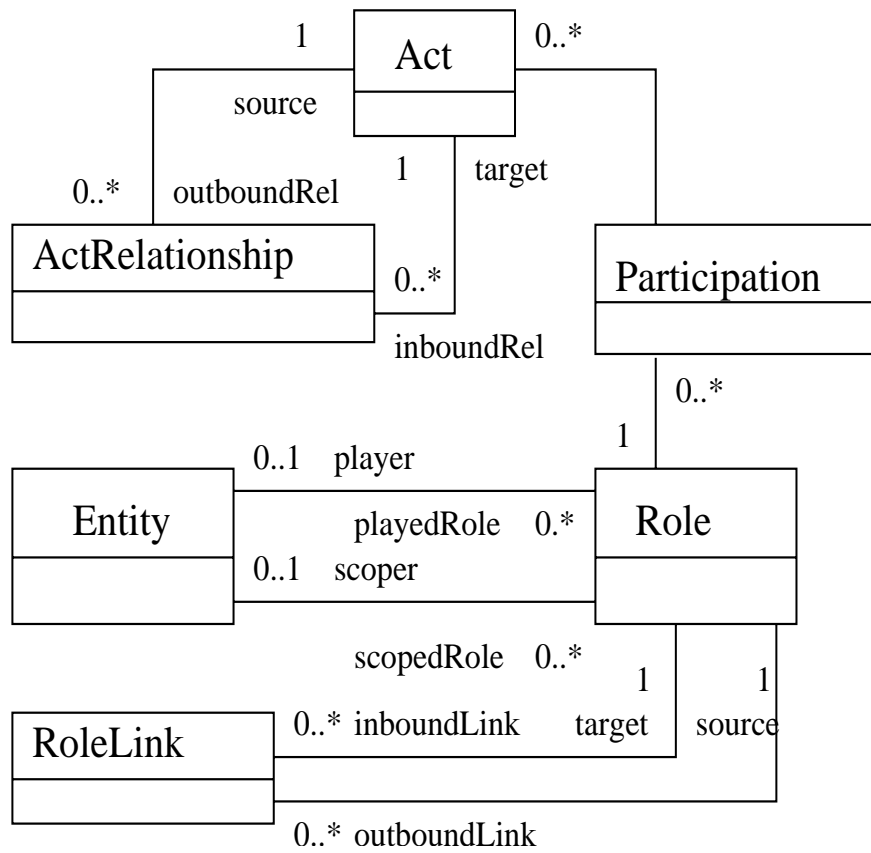 1
Act
0..*
source
1
target
0..*
outboundRel
ActRelationship
0..*
inboundRel
Participation
0..*
1
0..1 player
Entity
playedRole 0.*
Role
0..1 scoper
scopedRole 0..*
1
1
RoleLink
0..* inboundLink
target
source
0..* outboundLink